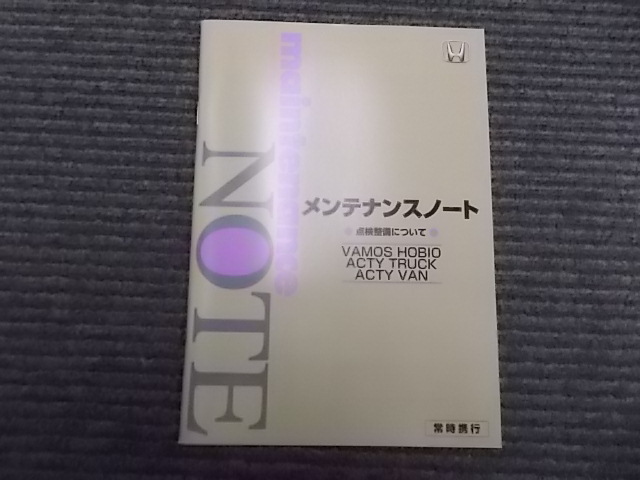 maintenance
NOTE
メンテナンスノート
点検整備について
VAMOS HOBIO
ACTY TRUCK
ACTY VAN
常時携行